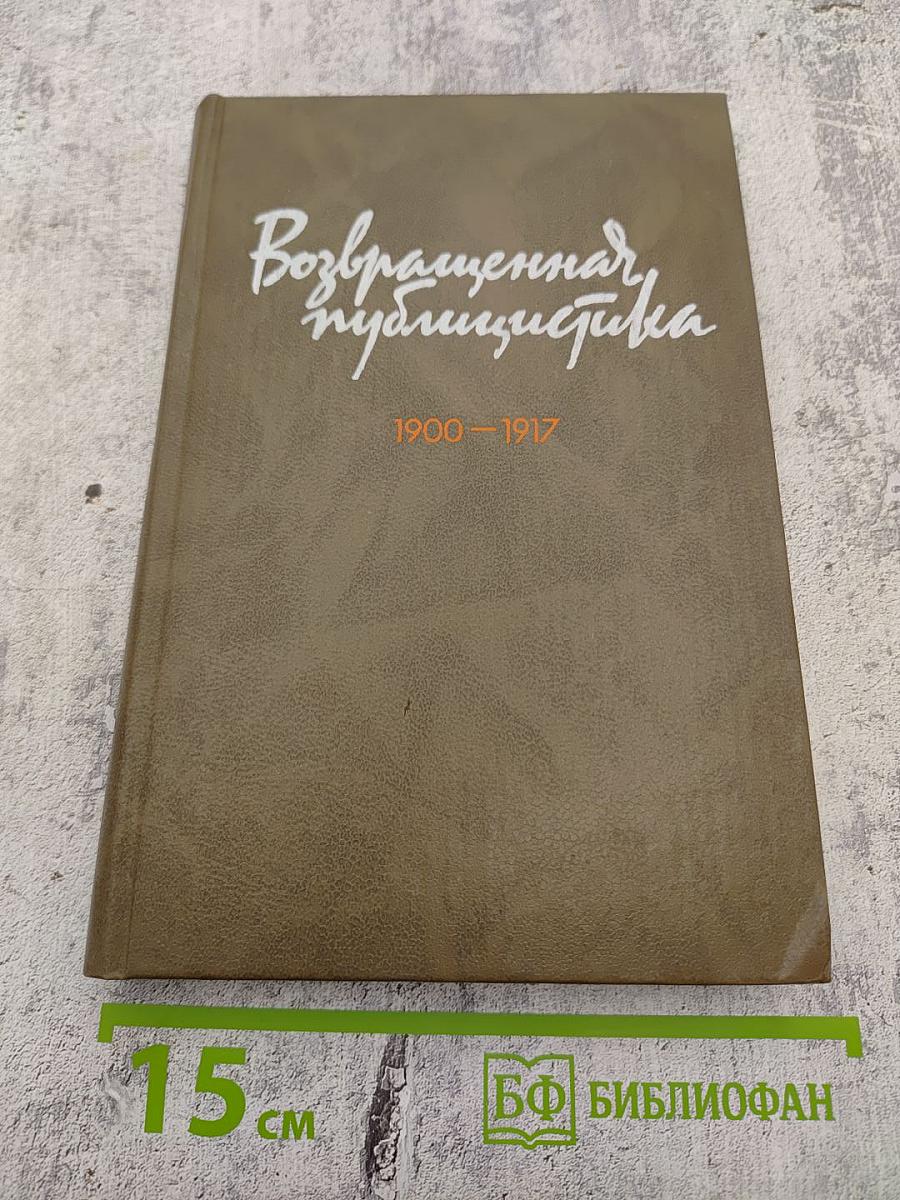 Возвращенная
публицистика
1900 — 1917
15 см
БФ БИБЛИОФАН